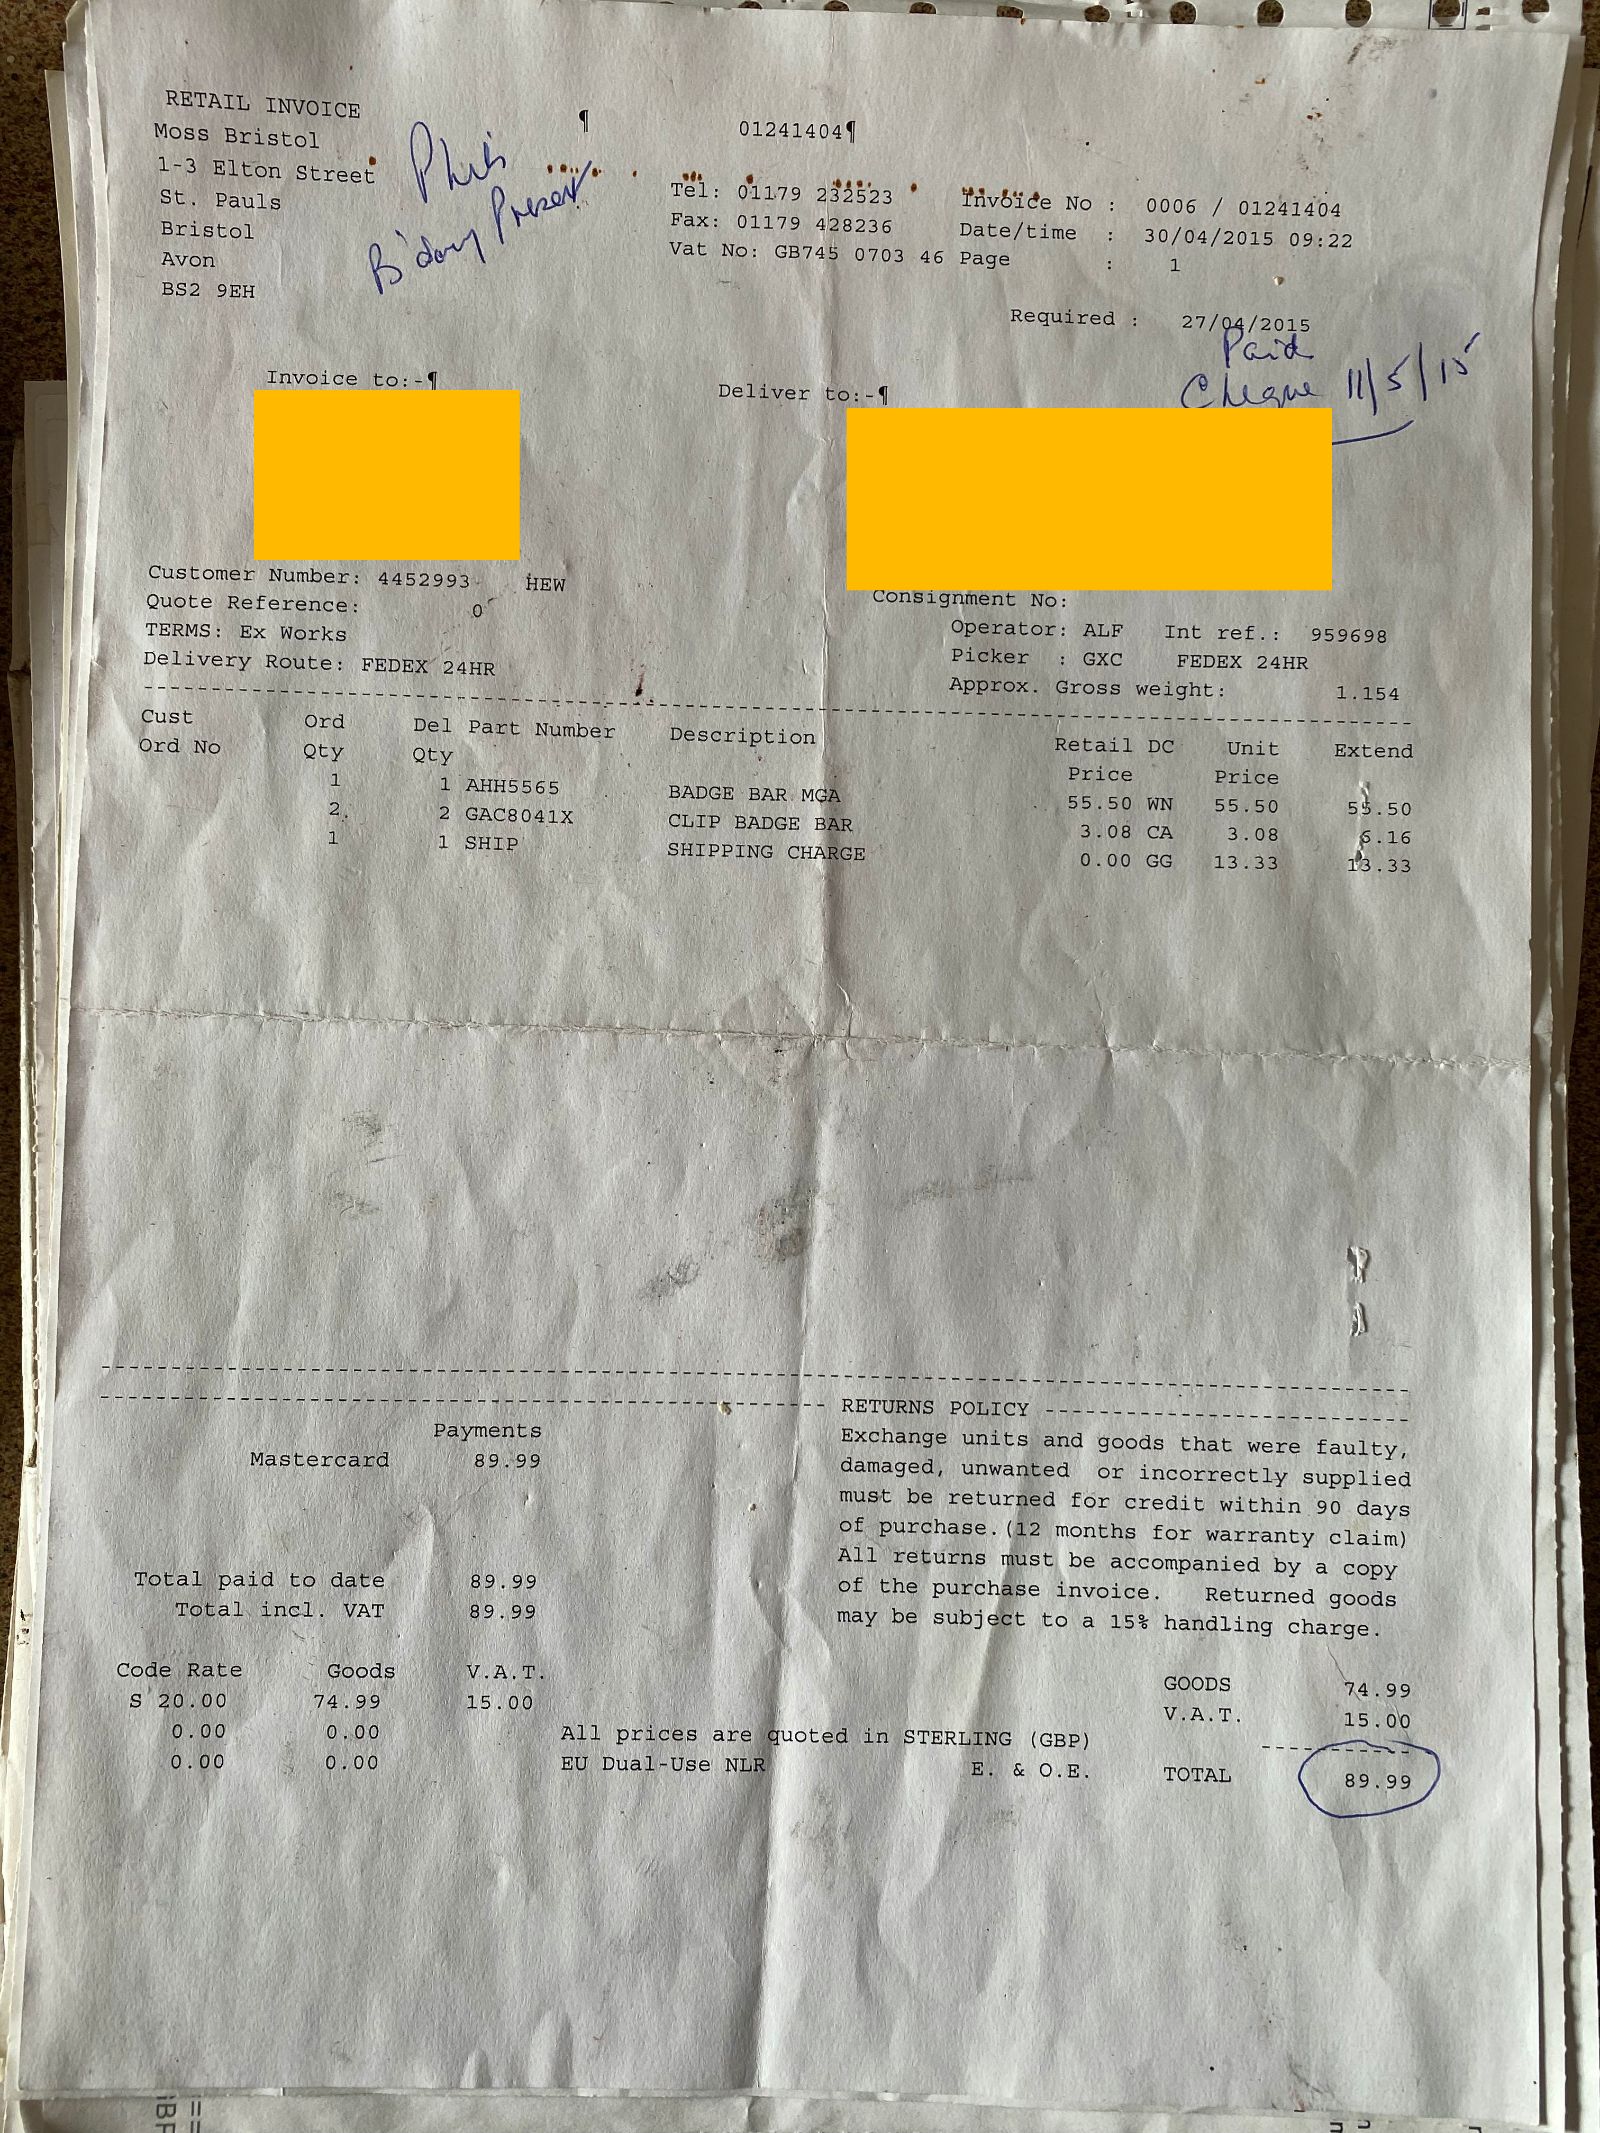 RETAIL INVOICE
Moss Bristol
1-3 Elton Street
St. Pauls
Bristol
Avon
BS2 9EH
B'day Present
¶ 01241404¶
Tel: 01179 232523
Fax: 01179 428236
Vat No: GB745 0703 46
Invoice No : 0006 / 01241404
Date/time : 30/04/2015 09:22
Page : 1
Required : 27/04/2015
Paid
Cheque 11/5/15
Invoice to:-¶
Deliver to:-¶
Customer Number: 4452993 HEW
Quote Reference: 0
TERMS: Ex Works
Delivery Route: FEDEX 24HR
Consignment No:
Operator: ALF Int ref.: 959698
Picker : GXC FEDEX 24HR
Approx. Gross weight: 1.154
Cust Ord Del Part Number Description Retail DC Unit Extend
Ord No Qty Qty Price Price
1 1 AHH5565 BADGE BAR MGA 55.50 WN 55.50 55.50
2. 2 GAC8041X CLIP BADGE BAR 3.08 CA 3.08 6.16
1 1 SHIP SHIPPING CHARGE 0.00 GG 13.33 13.33
Payments
Mastercard 89.99
Total paid to date 89.99
Total incl. VAT 89.99
RETURNS POLICY
Exchange units and goods that were faulty,
damaged, unwanted or incorrectly supplied
must be returned for credit within 90 days
of purchase.(12 months for warranty claim)
All returns must be accompanied by a copy
of the purchase invoice. Returned goods
may be subject to a 15% handling charge.
Code Rate Goods V.A.T.
S 20.00 74.99 15.00
0.00 0.00
0.00 0.00
All prices are quoted in STERLING (GBP)
EU Dual-Use NLR E. & O.E.
GOODS 74.99
V.A.T. 15.00
TOTAL 89.99